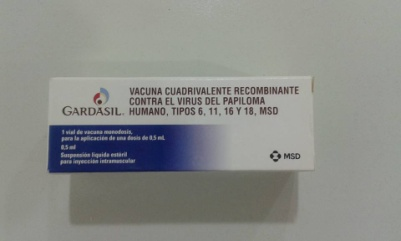 GARDASIL.
VACUNA CUADRIVALENTE RECOMBINANTE
CONTRA EL VIRUS DEL PAPILOMA
HUMANO, TIPOS 6, 11, 16 Y 18, MSD
1 vial de vacuna monodosis,
para la aplicación de una dosis de 0,5 mL
0,5 ml
Suspensión líquida estéril
para inyección intramuscular
MSD